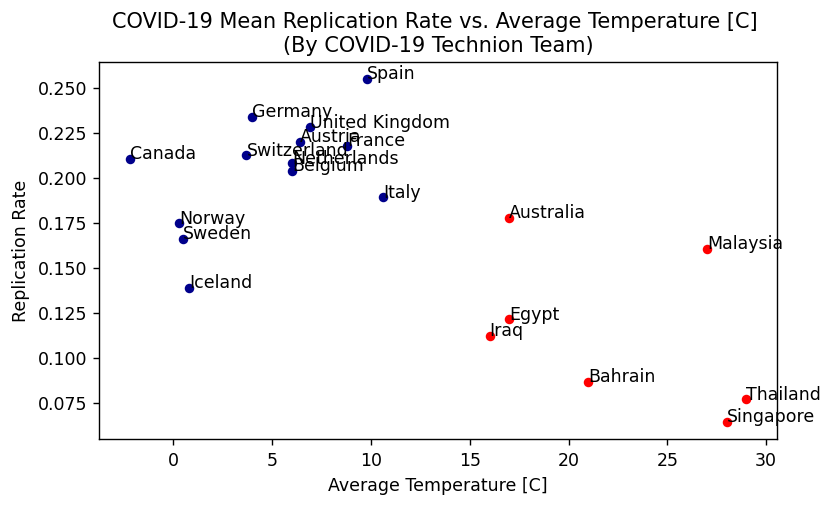 COVID-19 Mean Replication Rate vs. Average Temperature [C]
(By COVID-19 Technion Team)
Replication Rate
0.250
0.225
0.200
0.175
0.150
0.125
0.100
0.075
Spain
Germany
United Kingdom
Austria
France
Switzerland
Canada
Netherlands
Belgium
Italy
Norway
Australia
Sweden
Malaysia
Iceland
Egypt
Iraq
Bahrain
Thailand
Singapore
0 5 10 15 20 25 30
Average Temperature [C]